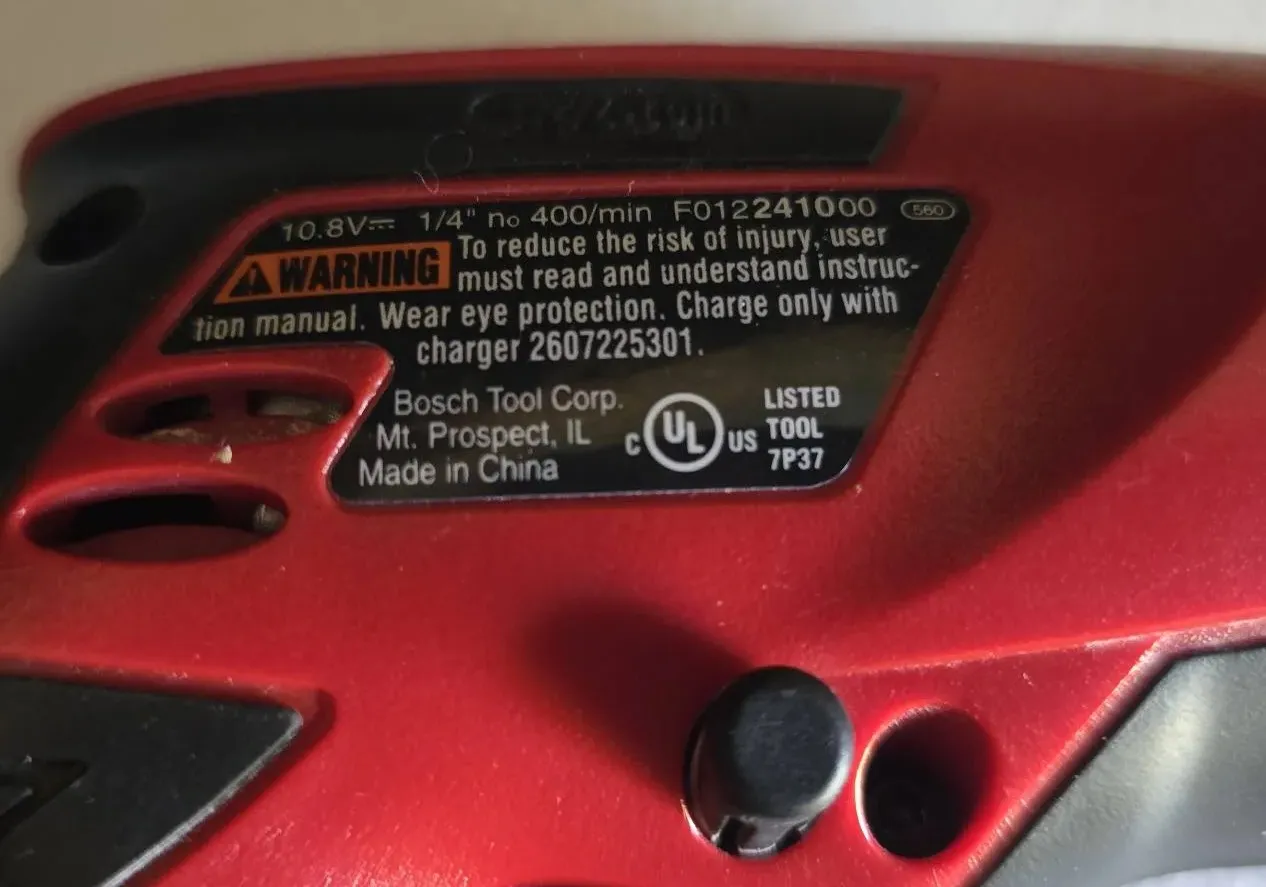 10.8V⎓ 1/4" no 400/min F012241000 560
WARNING To reduce the risk of injury, user
must read and understand instruc-
tion manual. Wear eye protection. Charge only with
charger 2607225301.
Bosch Tool Corp.
Mt. Prospect, IL
Made in China
C UL US
LISTED
TOOL
7P37